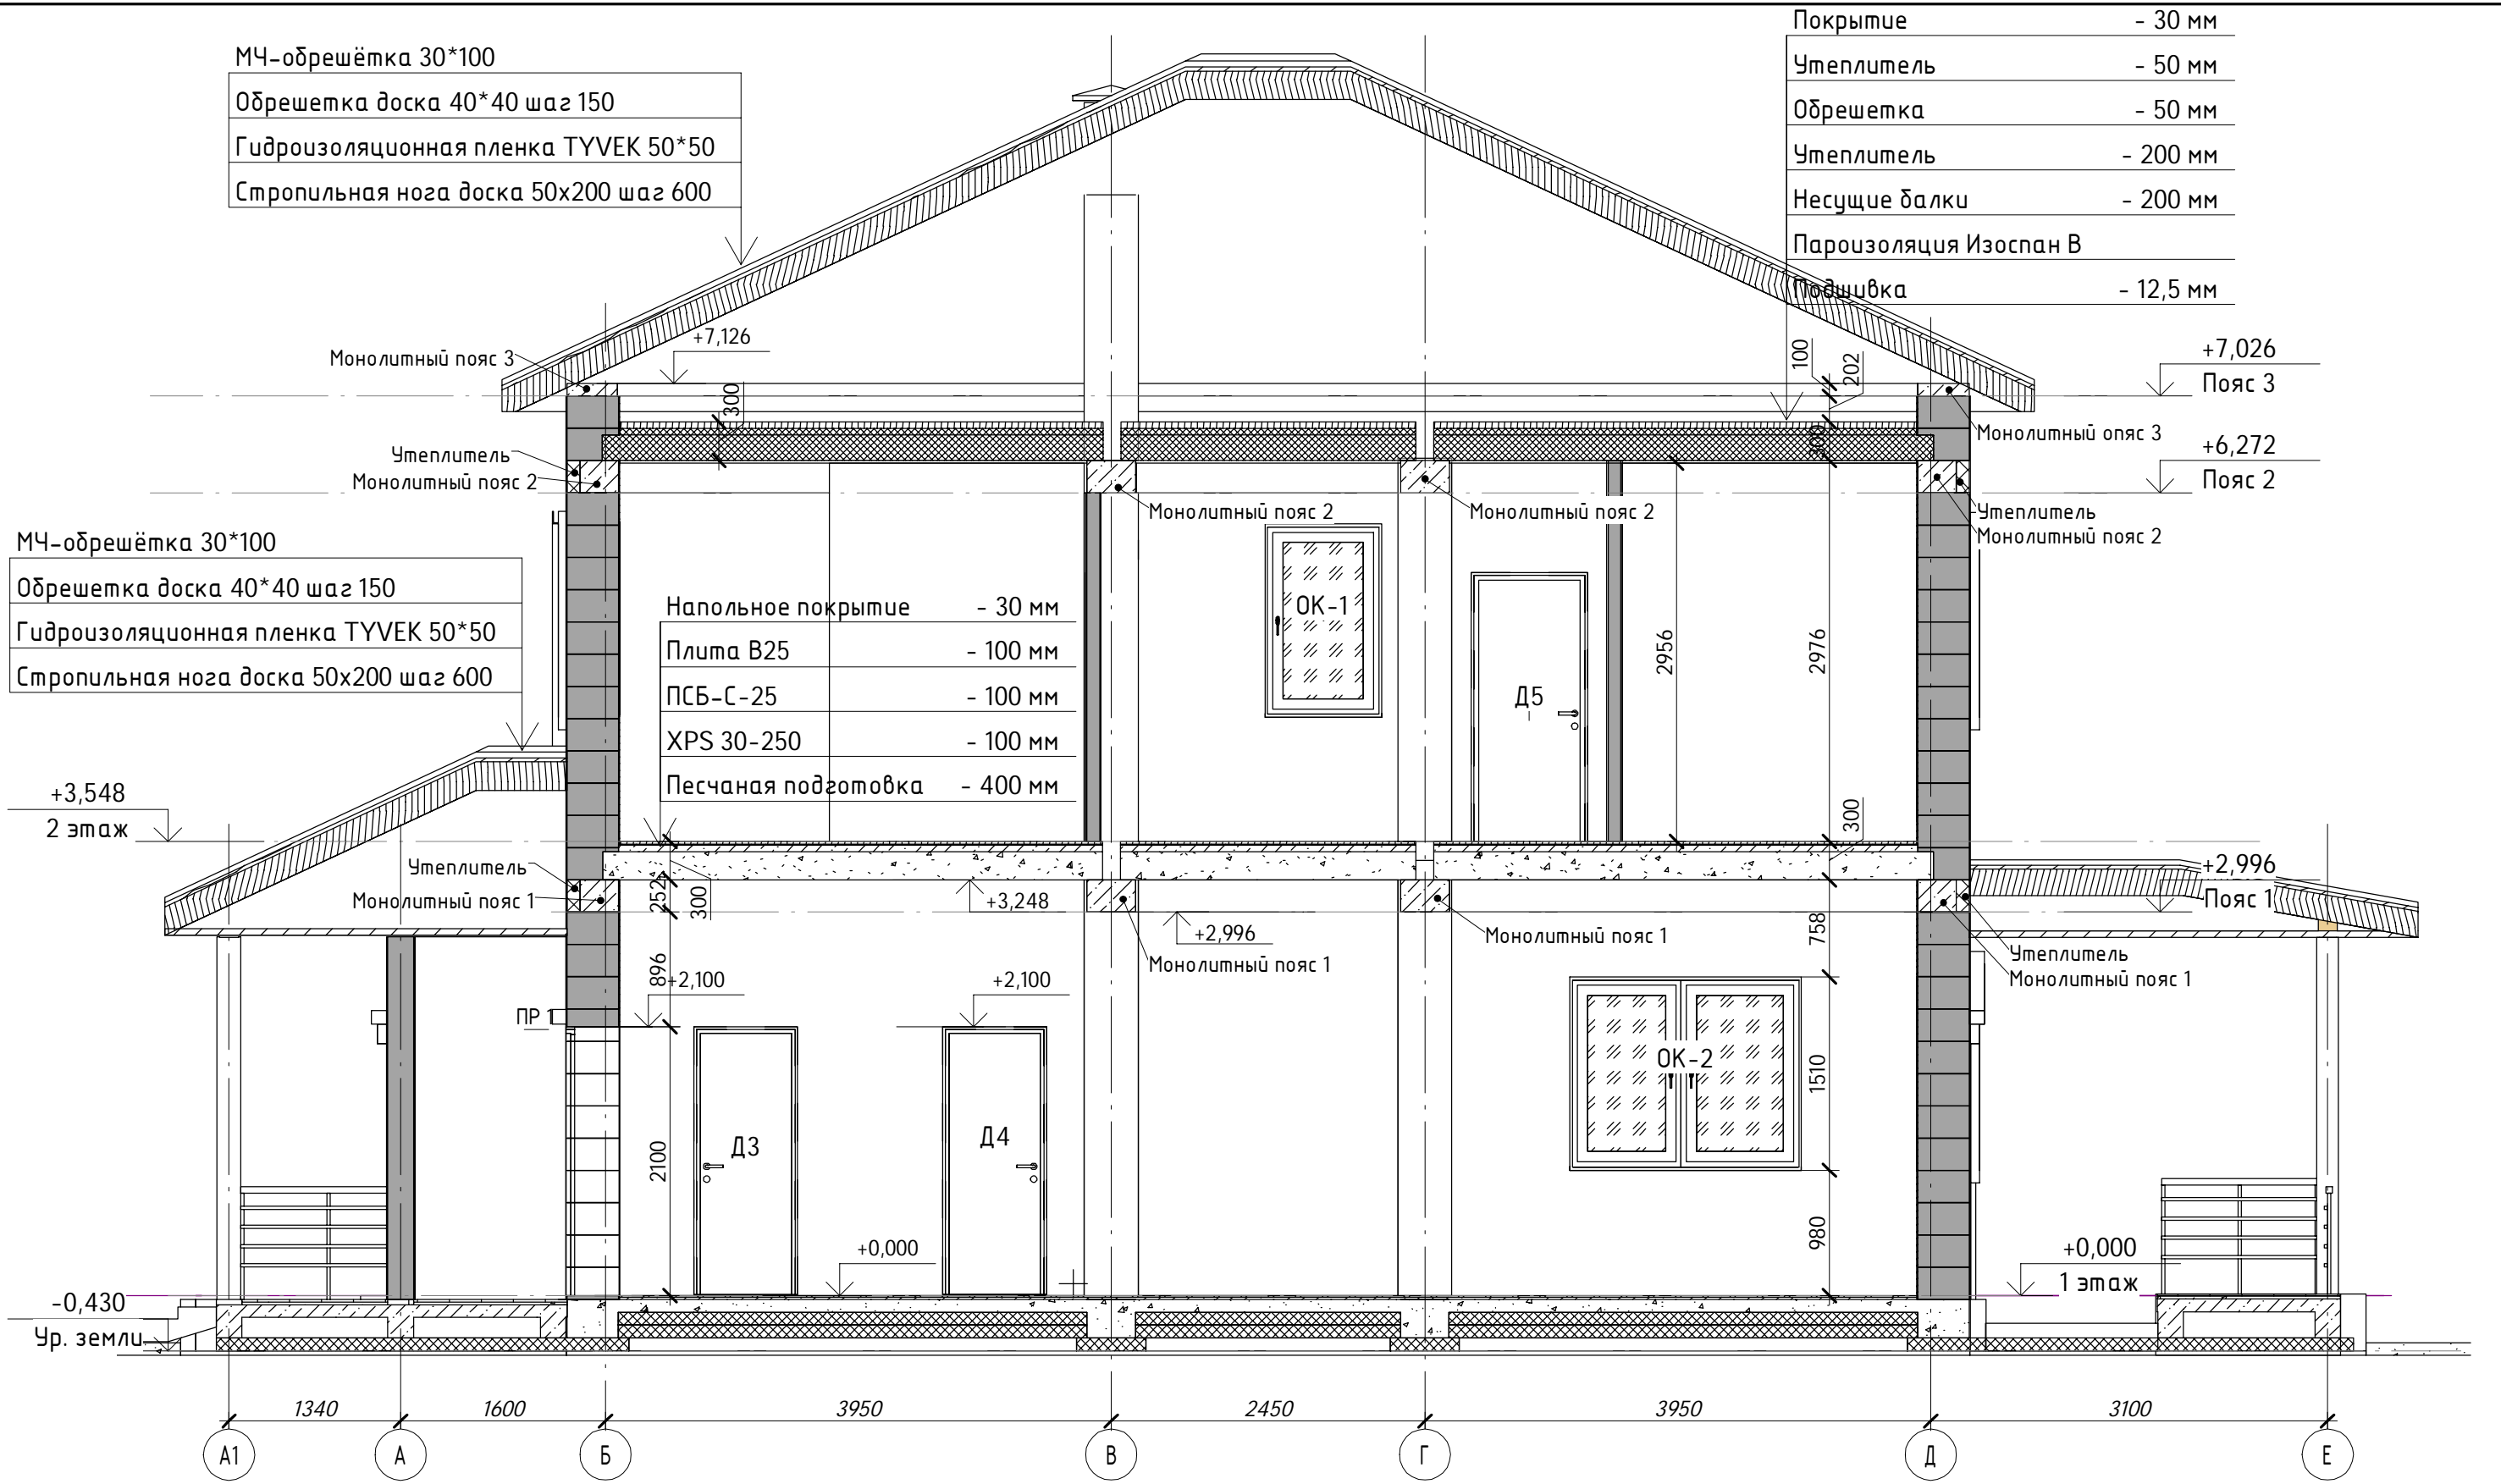 МЧ-обрешётка 30*100
Обрешетка доска 40*40 шаг 150
Гидроизоляционная пленка TYVEK 50*50
Стропильная нога доска 50х200 шаг 600
Покрытие - 30 мм
Утеплитель - 50 мм
Обрешетка - 50 мм
Утеплитель - 200 мм
Несущие балки - 200 мм
Пароизоляция Изоспан В
Подшивка - 12,5 мм
+7,126
Монолитный пояс 3
300
100
202
+7,026
Пояс 3
Монолитный опяс 3
300
+6,272
Пояс 2
Утеплитель
Монолитный пояс 2
Монолитный пояс 2
Монолитный пояс 2
Утеплитель
Монолитный пояс 2
МЧ-обрешётка 30*100
Обрешетка доска 40*40 шаг 150
Гидроизоляционная пленка TYVEK 50*50
Стропильная нога доска 50х200 шаг 600
Напольное покрытие - 30 мм
Плита В25 - 100 мм
ПСБ-С-25 - 100 мм
XPS 30-250 - 100 мм
Песчаная подготовка - 400 мм
ОК-1
Д5
2956
2976
+3,548
2 этаж
300
Утеплитель
Монолитный пояс 1
252
300
+3,248
+2,996
Монолитный пояс 1
Монолитный пояс 1
+2,996
Пояс 1
758
Утеплитель
Монолитный пояс 1
896
+2,100
+2,100
ПР 1
ОК-2
1510
Д3
Д4
2100
980
+0,000
+0,000
1 этаж
-0,430
Ур. земли
1340
1600
3950
2450
3950
3100
А1
А
Б
В
Г
Д
Е